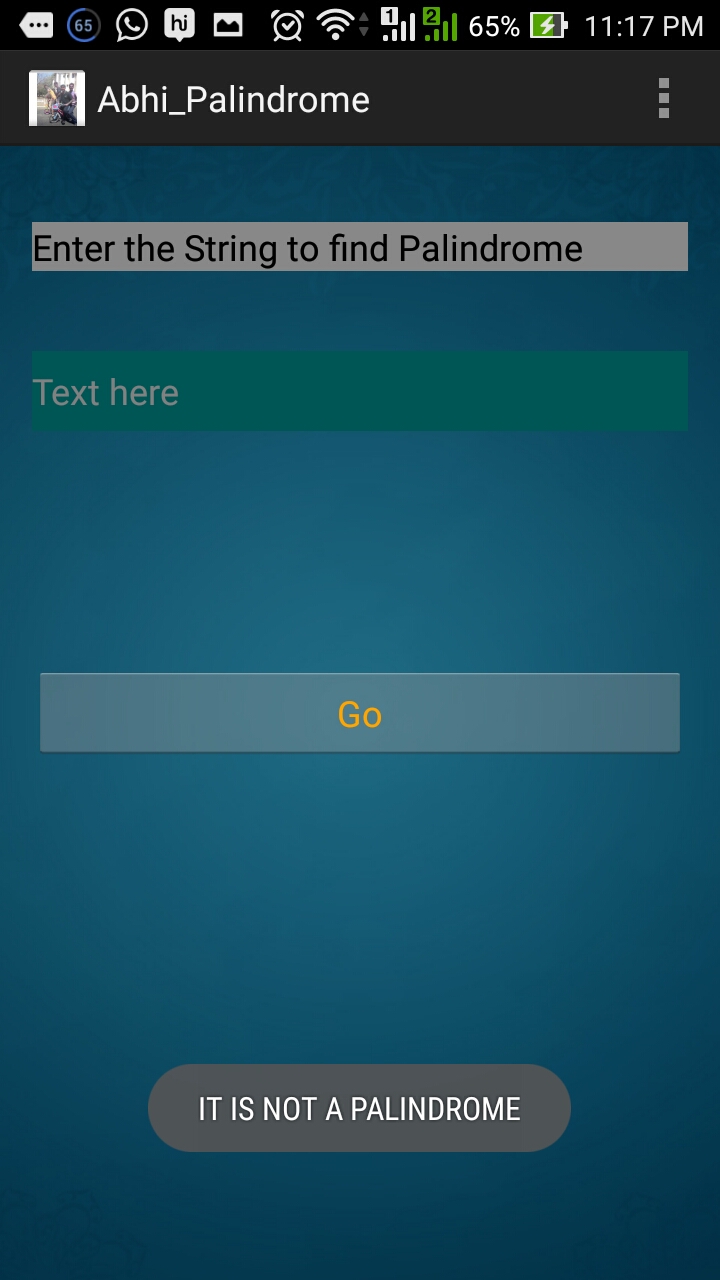 65 hi 1 2 65% 11:17 PM
Abhi_Palindrome
Enter the String to find Palindrome
Text here
Go
IT IS NOT A PALINDROME